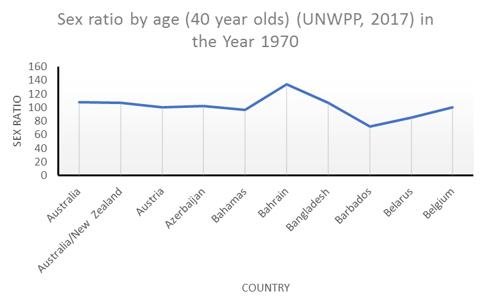 Sex ratio by age (40 year olds) (UNWPP, 2017) in
the Year 1970
160
140
120
100
80
60
40
20
0
SEX RATIO
Australia
Australia/New Zealand
Austria
Azerbaijan
Bahamas
Bahrain
Bangladesh
Barbados
Belarus
Belgium
COUNTRY